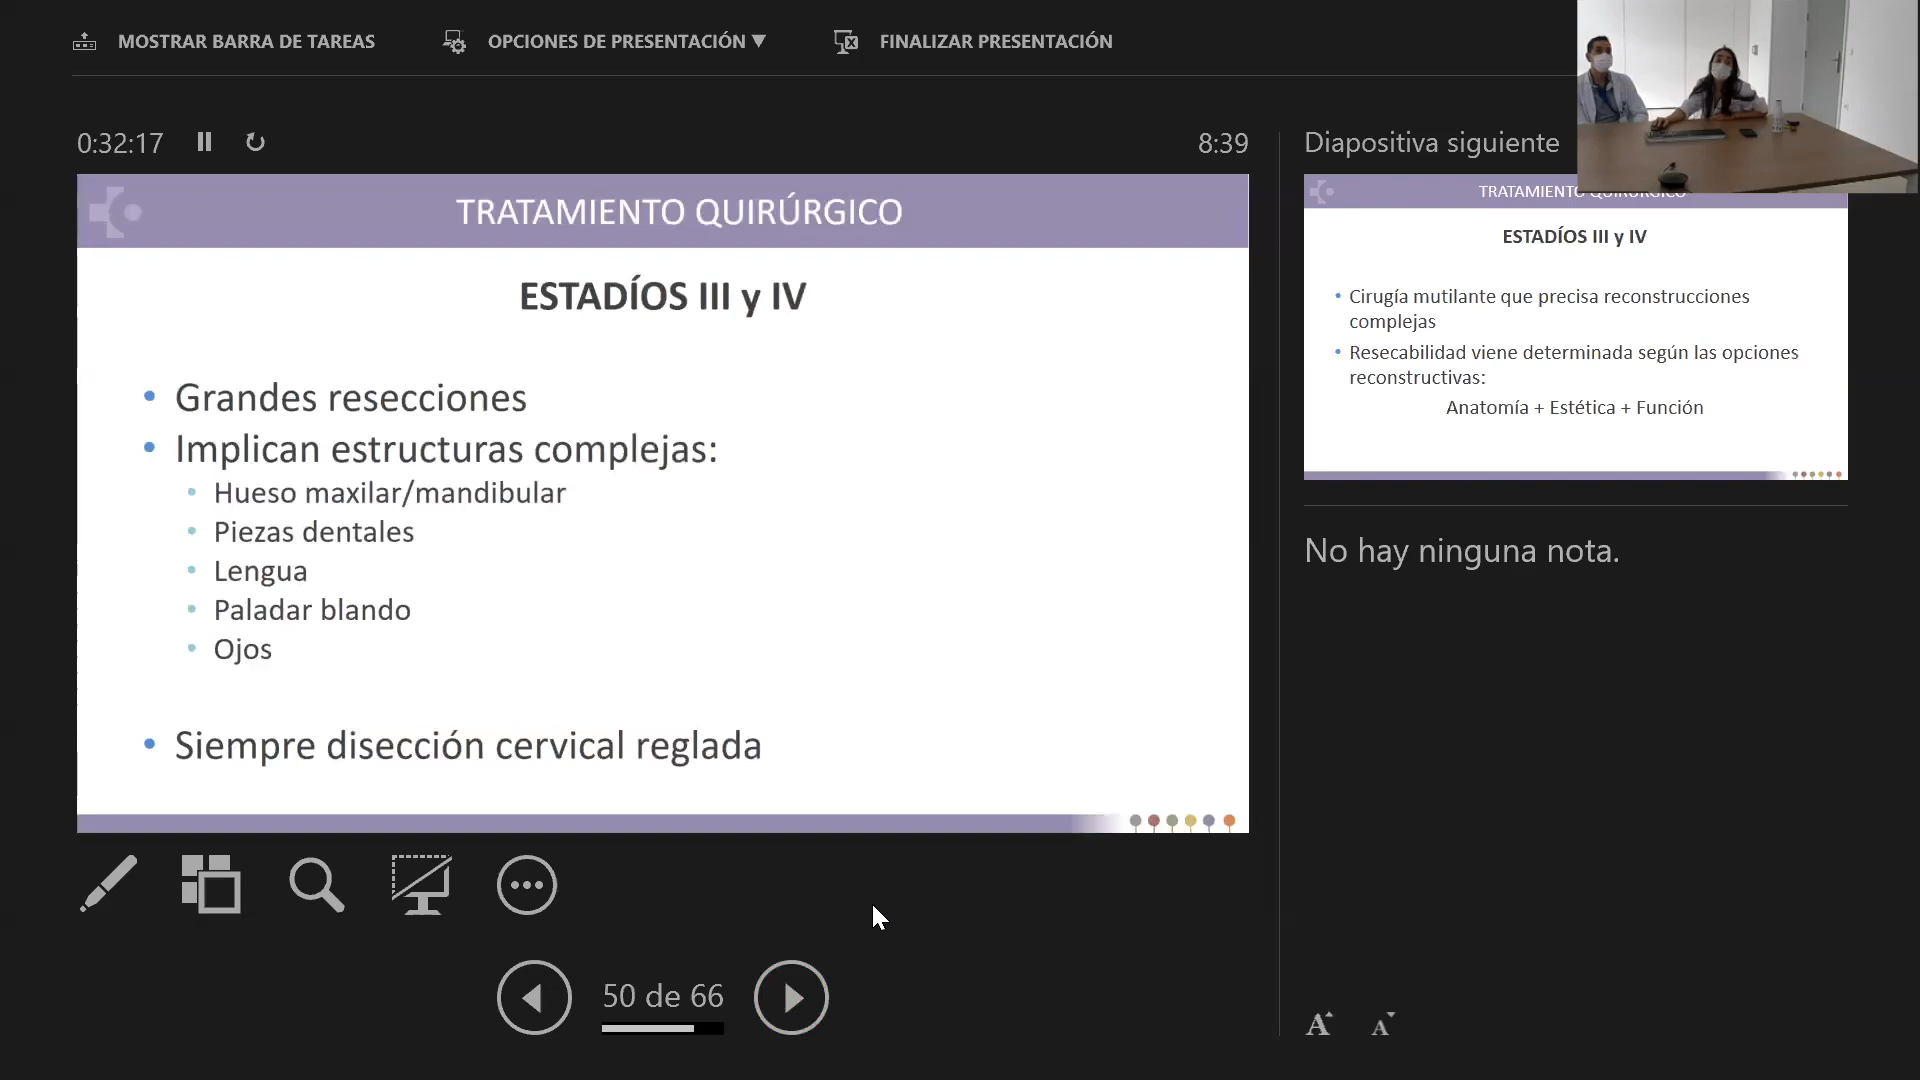 MOSTRAR BARRA DE TAREAS
OPCIONES DE PRESENTACIÓN
FINALIZAR PRESENTACIÓN
0:32:17
8:39
TRATAMIENTO QUIRÚRGICO
ESTADÍOS III y IV
• Grandes resecciones
• Implican estructuras complejas:
• Hueso maxilar/mandibular
• Piezas dentales
• Lengua
• Paladar blando
• Ojos
• Siempre disección cervical reglada
50 de 66
Diapositiva siguiente
TRATAMIENTO QUIRÚRGICO
ESTADÍOS III y IV
• Cirugía mutilante que precisa reconstrucciones
complejas
• Resecabilidad viene determinada según las opciones
reconstructivas:
Anatomía + Estética + Función
No hay ninguna nota.
A A